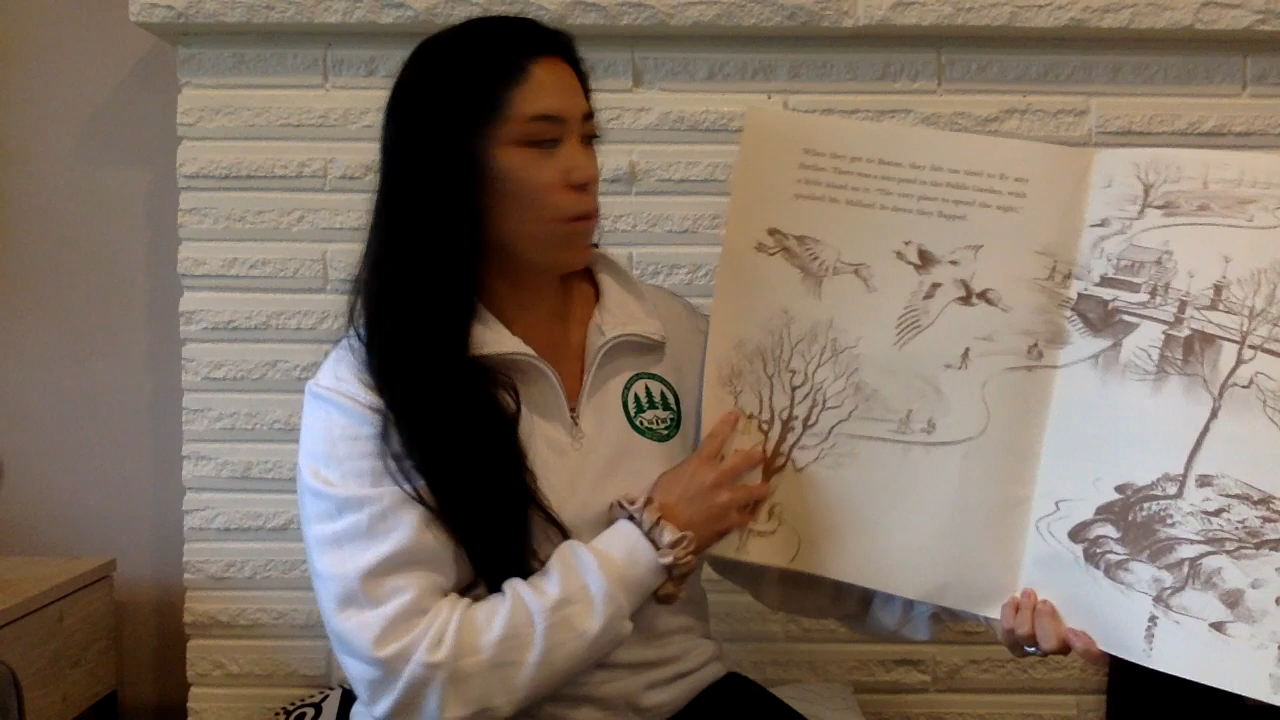 When they got to Boston, they felt too tired to fly any
further. There was a nice pond in the Public Garden, with
a little island on it. "The very place to spend the night,"
quacked Mr. Mallard. So down they flapped.